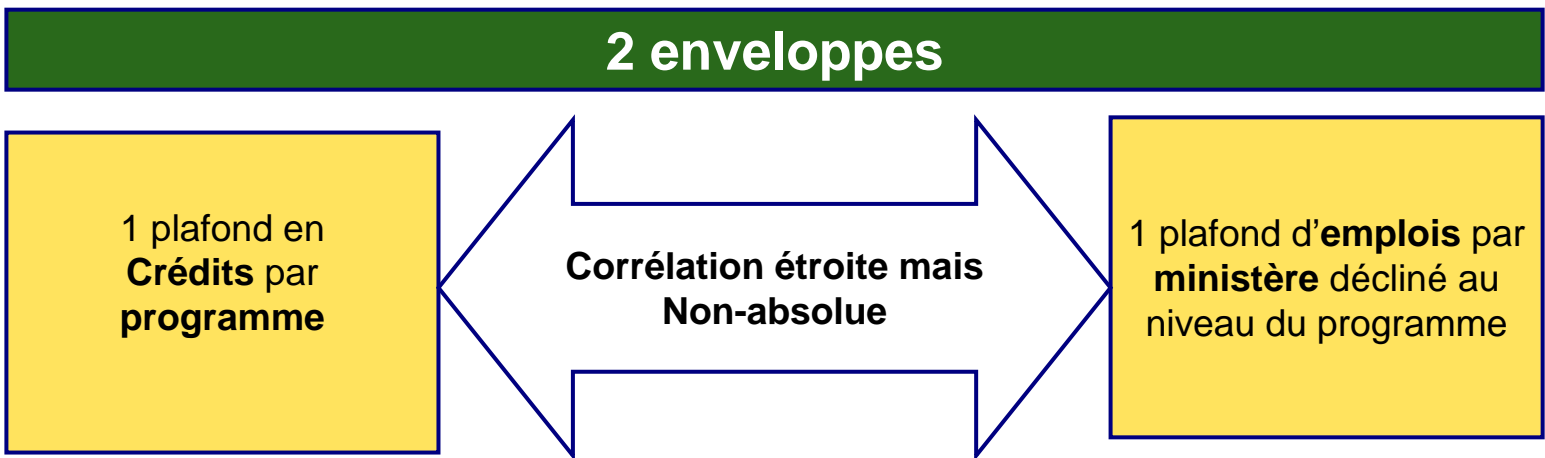 2 enveloppes
1 plafond en
Crédits par
programme
Corrélation étroite mais
Non-absolue
1 plafond d’emplois par
ministère décliné au
niveau du programme